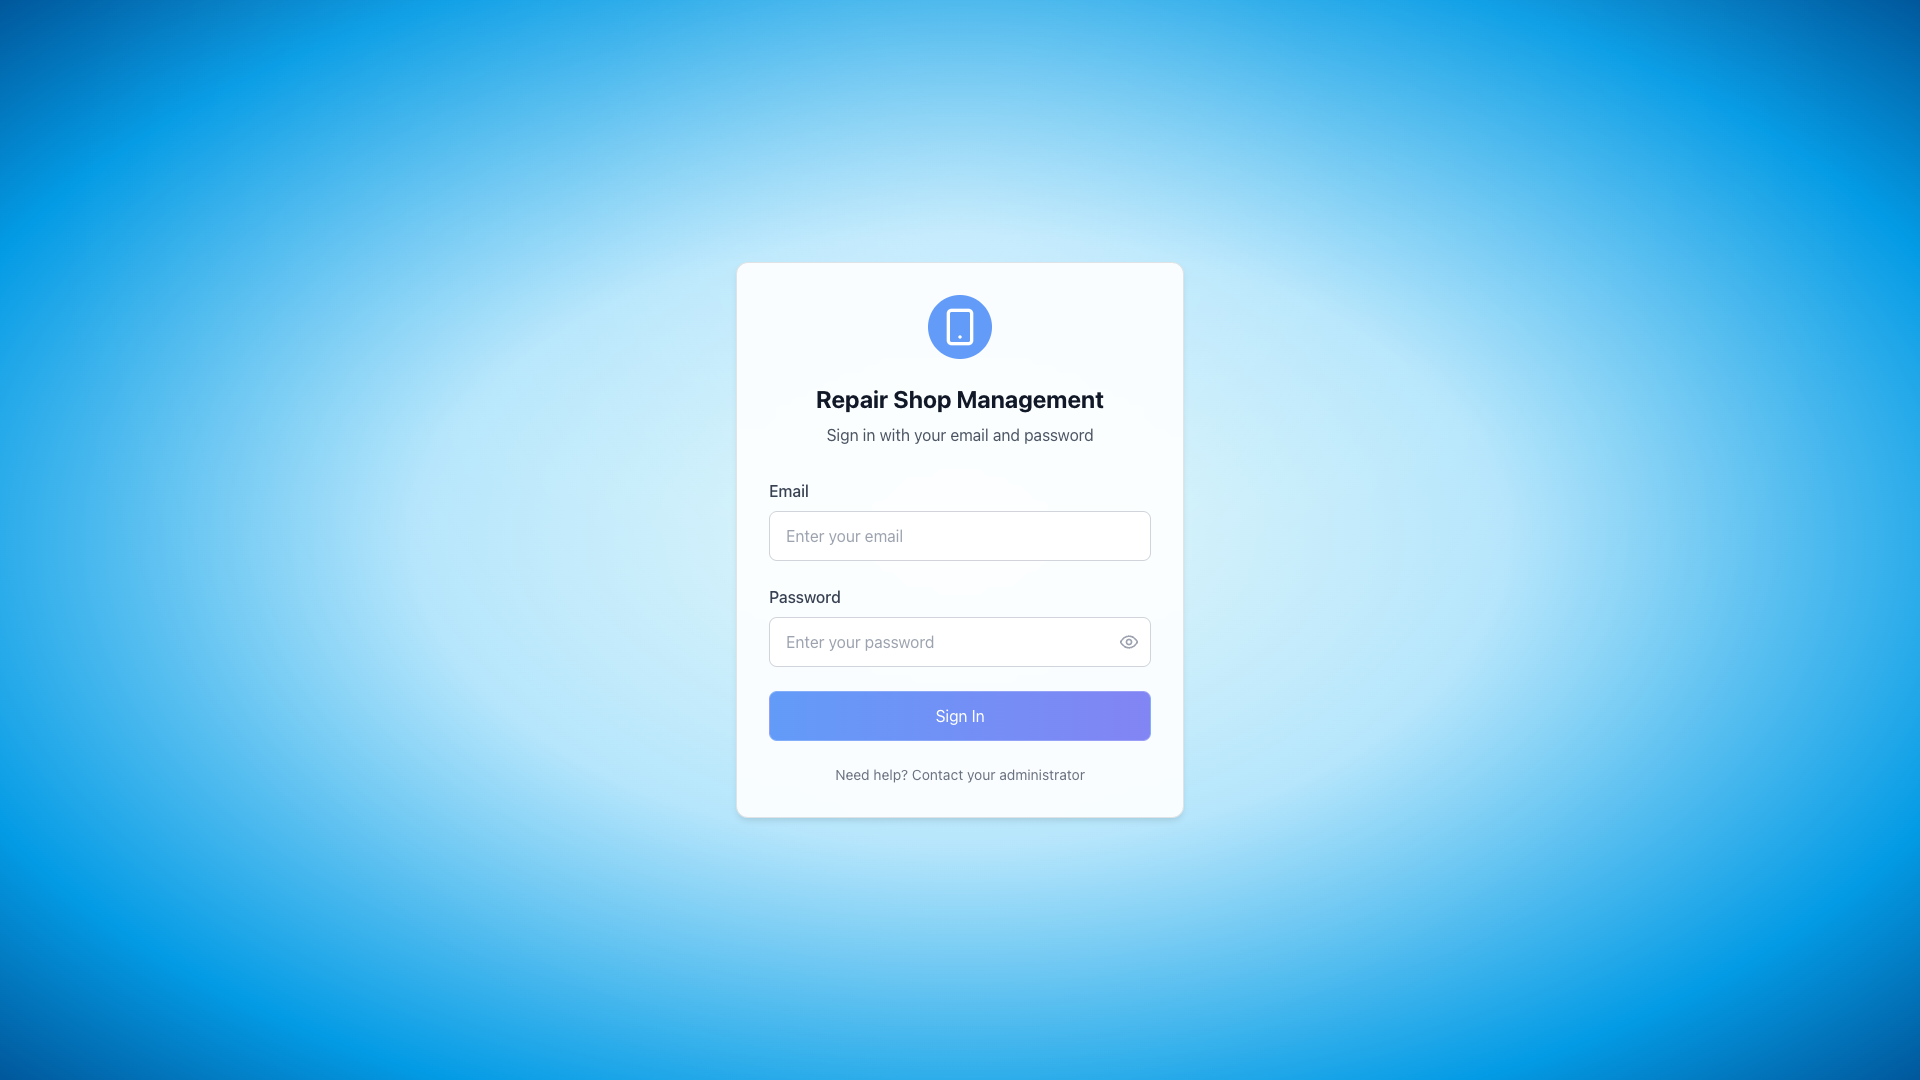 Repair Shop Management
Sign in with your email and password
Email
Enter your email
Password
Enter your password
Sign In
Need help? Contact your administrator